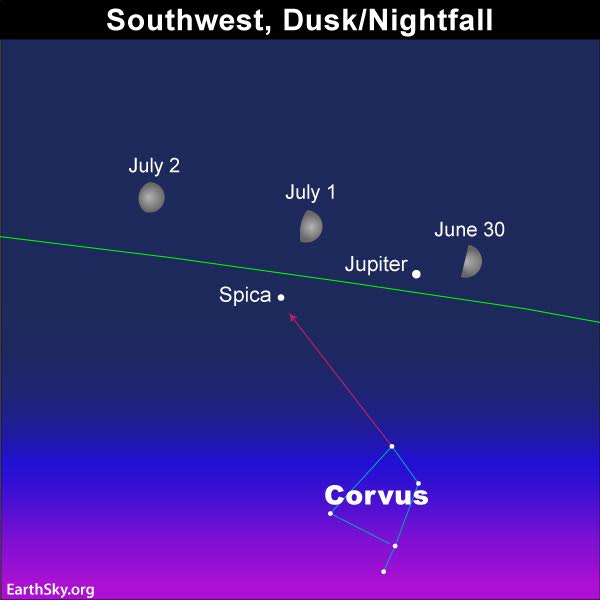 Southwest, Dusk/Nightfall
July 2
July 1
June 30
Jupiter
Spica
Corvus
EarthSky.org